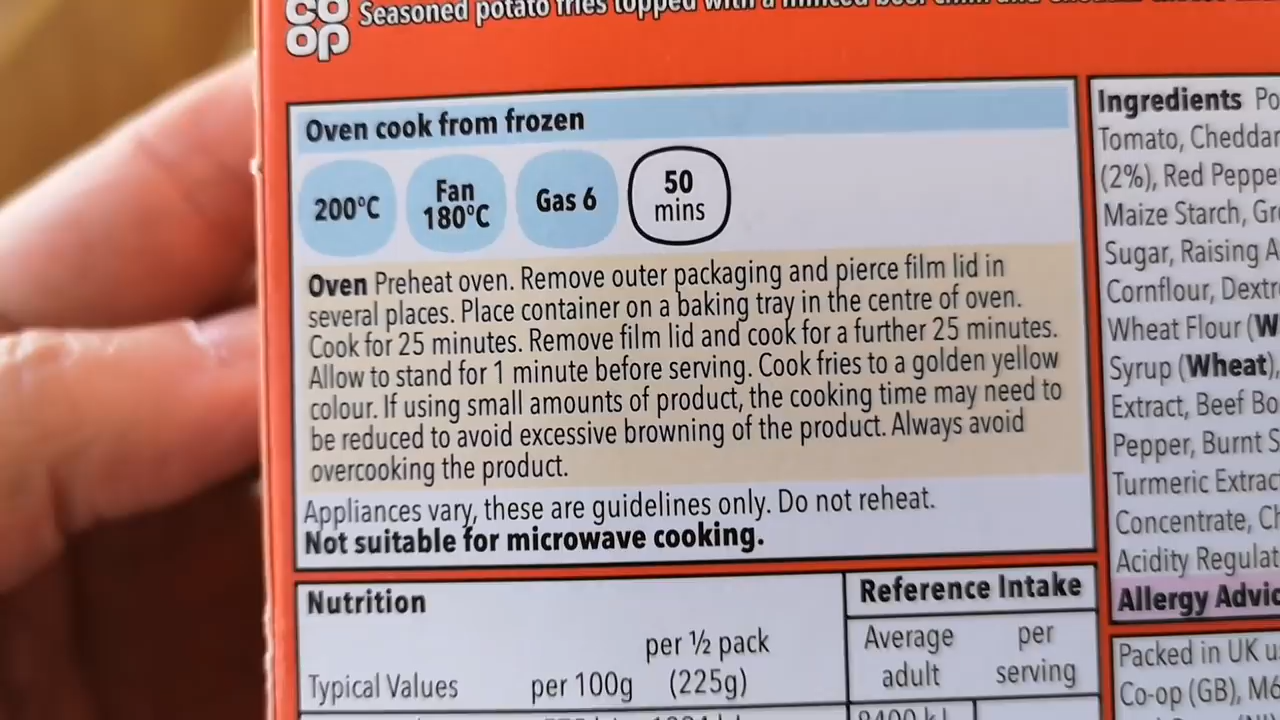 CO
op
Seasoned potato fries topped with a minced beef chilli and
Oven cook from frozen
200°C
Fan
180°C
Gas 6
50
mins
Oven Preheat oven. Remove outer packaging and pierce film lid in
several places. Place container on a baking tray in the centre of oven.
Cook for 25 minutes. Remove film lid and cook for a further 25 minutes.
Allow to stand for 1 minute before serving. Cook fries to a golden yellow
colour. If using small amounts of product, the cooking time may need to
be reduced to avoid excessive browning of the product. Always avoid
overcooking the product.
Appliances vary, these are guidelines only. Do not reheat.
Not suitable for microwave cooking.
Nutrition
Typical Values
per 100g
per ½ pack
(225g)
Reference Intake
Average
adult
per
serving
Ingredients
Tomato, Cheddar
(2%), Red
Maize Starch,
Sugar, Raising
Cornflour,
Wheat Flour
Syrup (Wheat),
Extract, Beef
Pepper, Burnt
Turmeric
Concentrate,
Acidity
Allergy
Packed in UK
Co-op (GB),